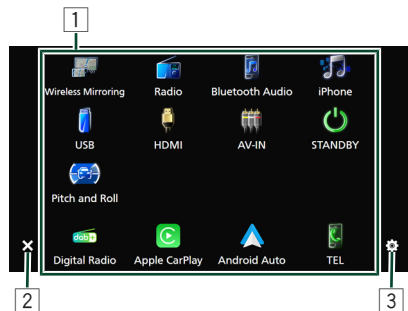 1
Wireless Mirroring Radio Bluetooth Audio iPhone
USB HDMI AV-IN STANDBY
Pitch and Roll
dab+
Digital Radio Apple CarPlay Android Auto TEL
2 3